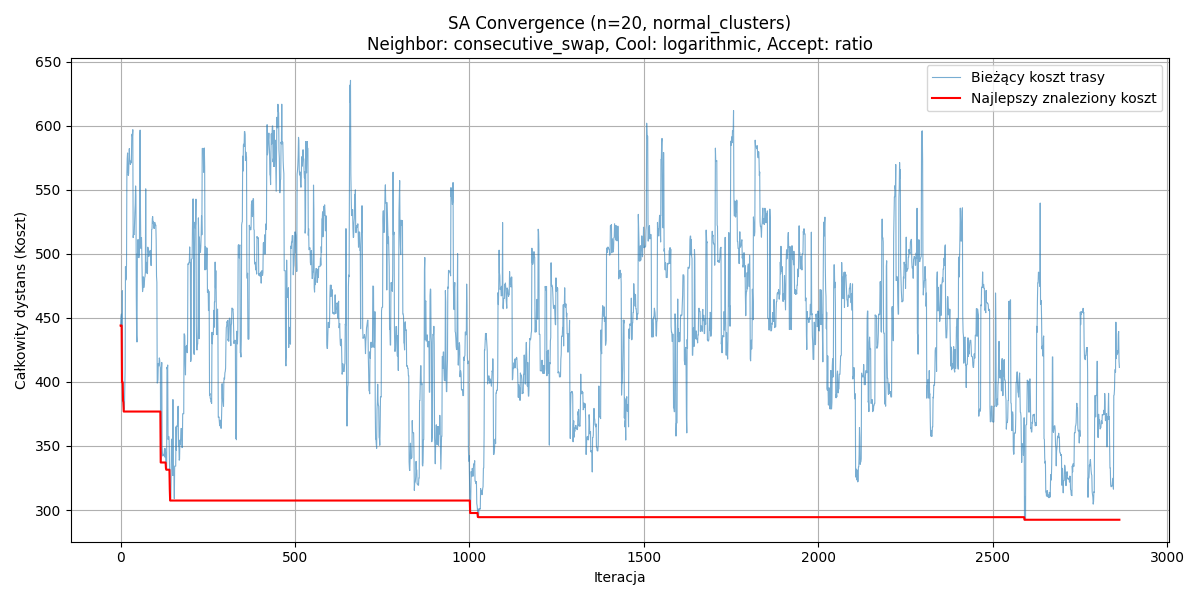 SA Convergence (n=20, normal_clusters)
Neighbor: consecutive_swap, Cool: logarithmic, Accept: ratio
Bieżący koszt trasy
Najlepszy znaleziony koszt
Całkowity dystans (Koszt)
650
600
550
500
450
400
350
300
0 500 1000 1500 2000 2500 3000
Iteracja